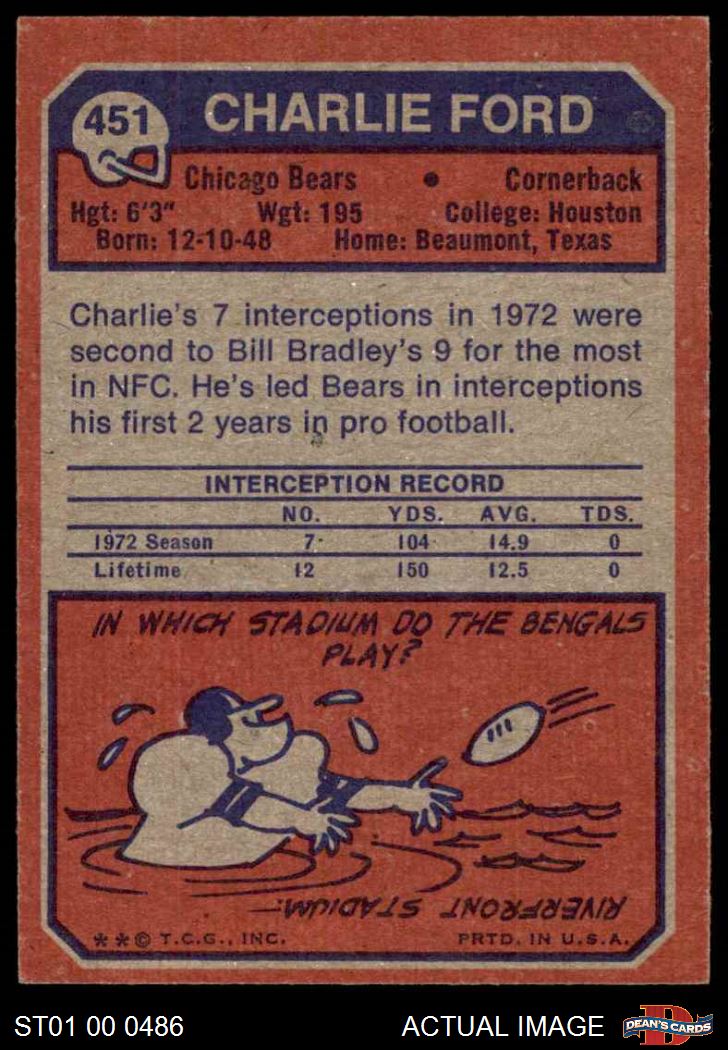 451
CHARLIE FORD
Chicago Bears • Cornerback
Hgt: 6'3" Wgt: 195 College: Houston
Born: 12-10-48 Home: Beaumont, Texas
Charlie's 7 interceptions in 1972 were
second to Bill Bradley's 9 for the most
in NFC. He's led Bears in interceptions
his first 2 years in pro football.
INTERCEPTION RECORD
NO. YDS. AVG. TDS.
1972 Season 7 104 14.9 0
Lifetime 12 150 12.5 0
IN WHICH STADIUM DO THE BENGALS
PLAY?
RIVERFRONT STADIUM.
**© T.C.G., INC. PRTD. IN U.S.A.
ST01 00 0486 ACTUAL IMAGE
D
DEAN'S CARDS